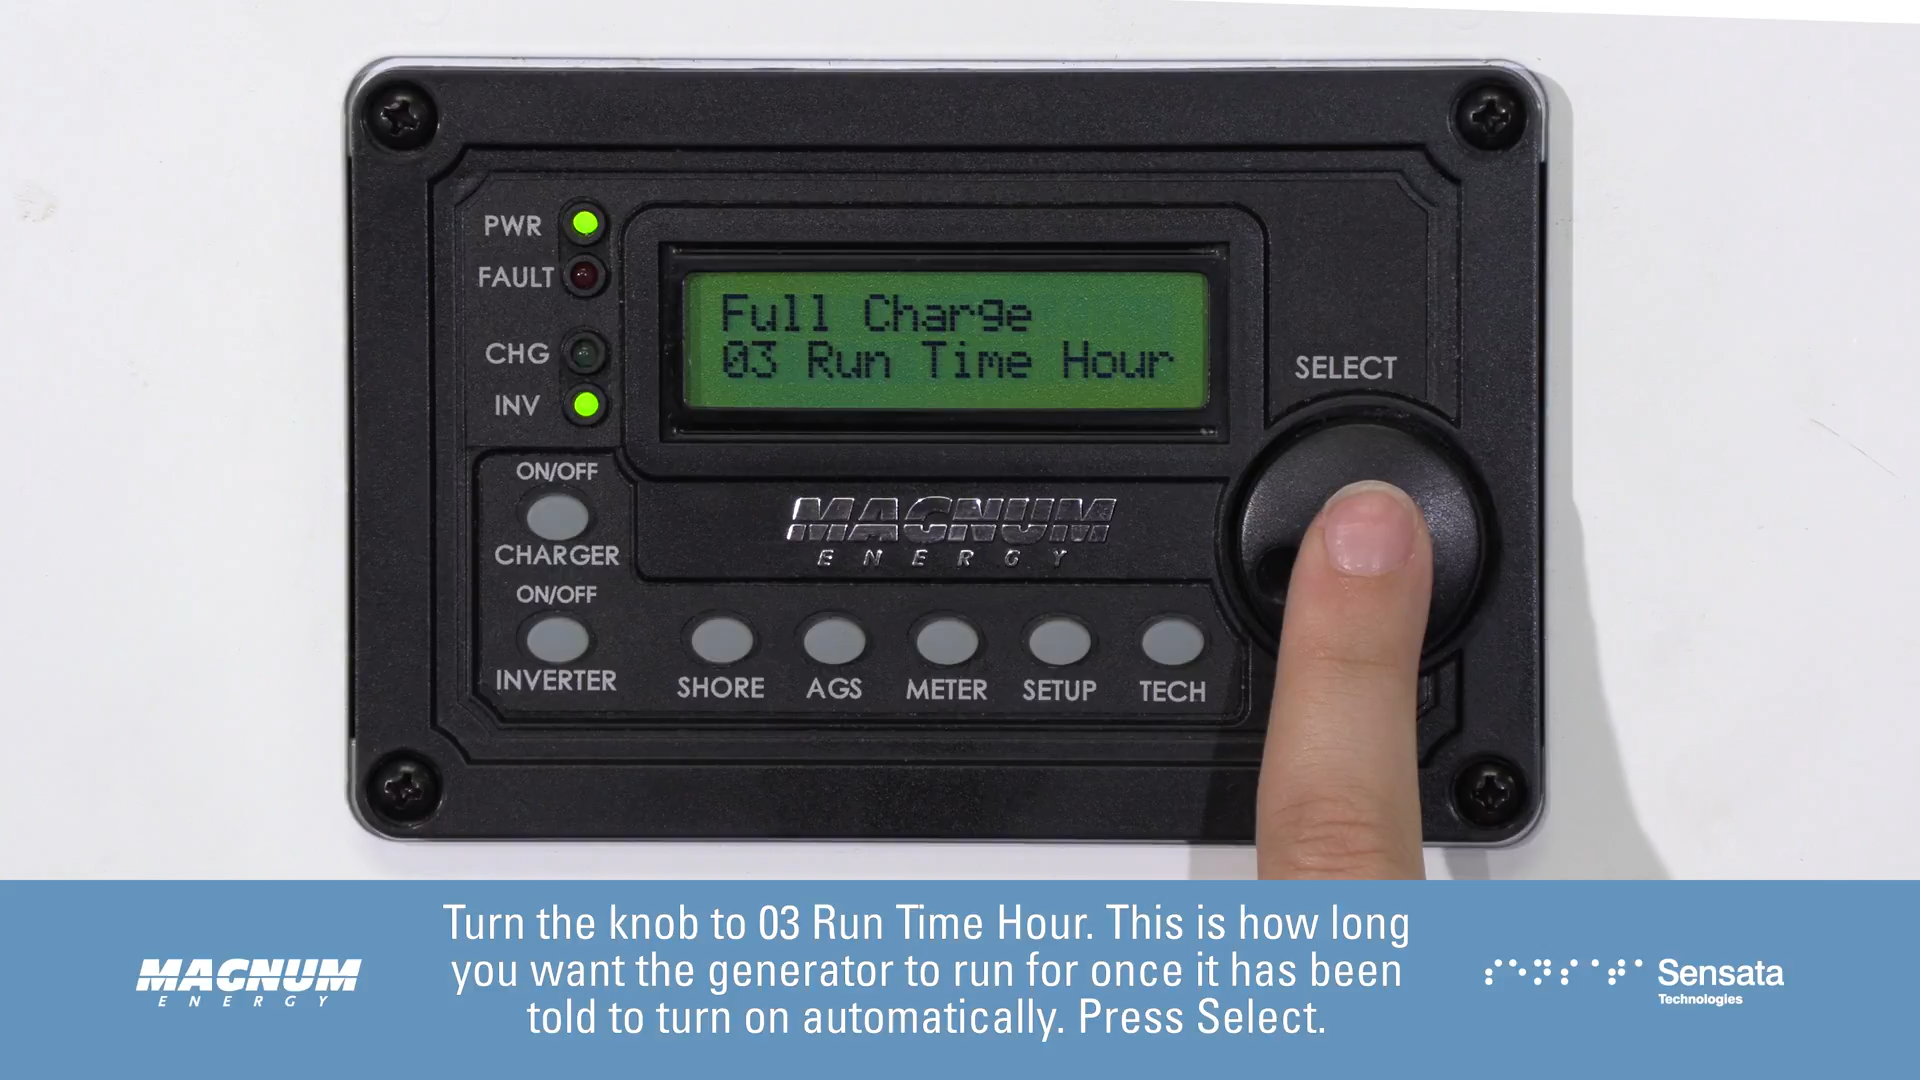 PWR
FAULT
CHG
INV
Full Charge
03 Run Time Hour
SELECT
ON/OFF
CHARGER
ON/OFF
INVERTER
MAGNUM
ENERGY
SHORE
AGS
METER
SETUP
TECH
MAGNUM
ENERGY
Turn the knob to 03 Run Time Hour. This is how long
you want the generator to run for once it has been
told to turn on automatically. Press Select.
Sensata
Technologies